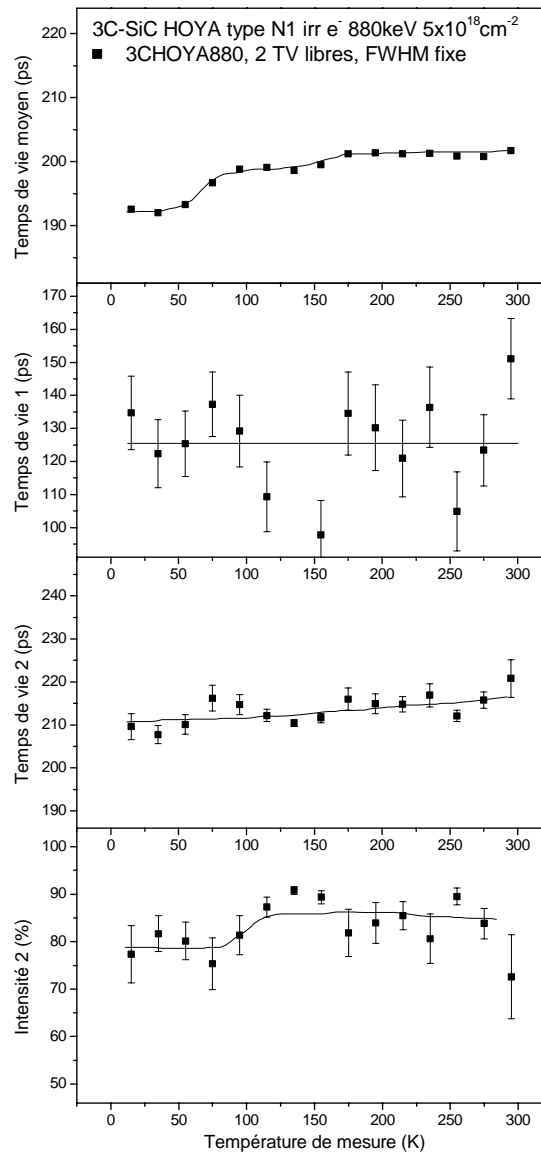 3C-SiC HOYA type N1 irr e⁻ 880keV 5x10¹⁸cm⁻²
3CHOYA880, 2 TV libres, FWHM fixe
Temps de vie moyen (ps)
220
210
200
190
0 50 100 150 200 250 300
Temps de vie 1 (ps)
170
160
150
140
130
120
110
100
0 50 100 150 200 250 300
Temps de vie 2 (ps)
240
230
220
210
200
190
0 50 100 150 200 250 300
Intensité 2 (%)
100
90
80
70
60
50
0 50 100 150 200 250 300
Température de mesure (K)